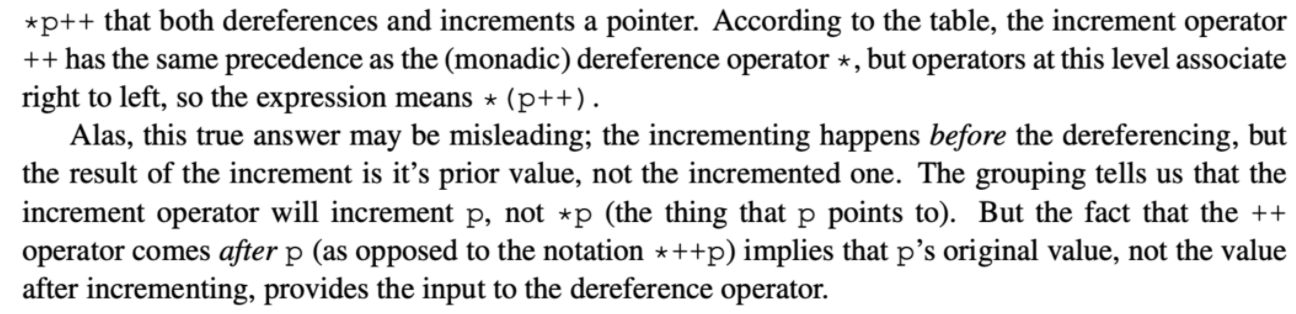 *p++ that both dereferences and increments a pointer. According to the table, the increment operator
++ has the same precedence as the (monadic) dereference operator *, but operators at this level associate
right to left, so the expression means *(p++).
Alas, this true answer may be misleading; the incrementing happens before the dereferencing, but
the result of the increment is it's prior value, not the incremented one. The grouping tells us that the
increment operator will increment p, not *p (the thing that p points to). But the fact that the ++
operator comes after p (as opposed to the notation *++p) implies that p's original value, not the value
after incrementing, provides the input to the dereference operator.